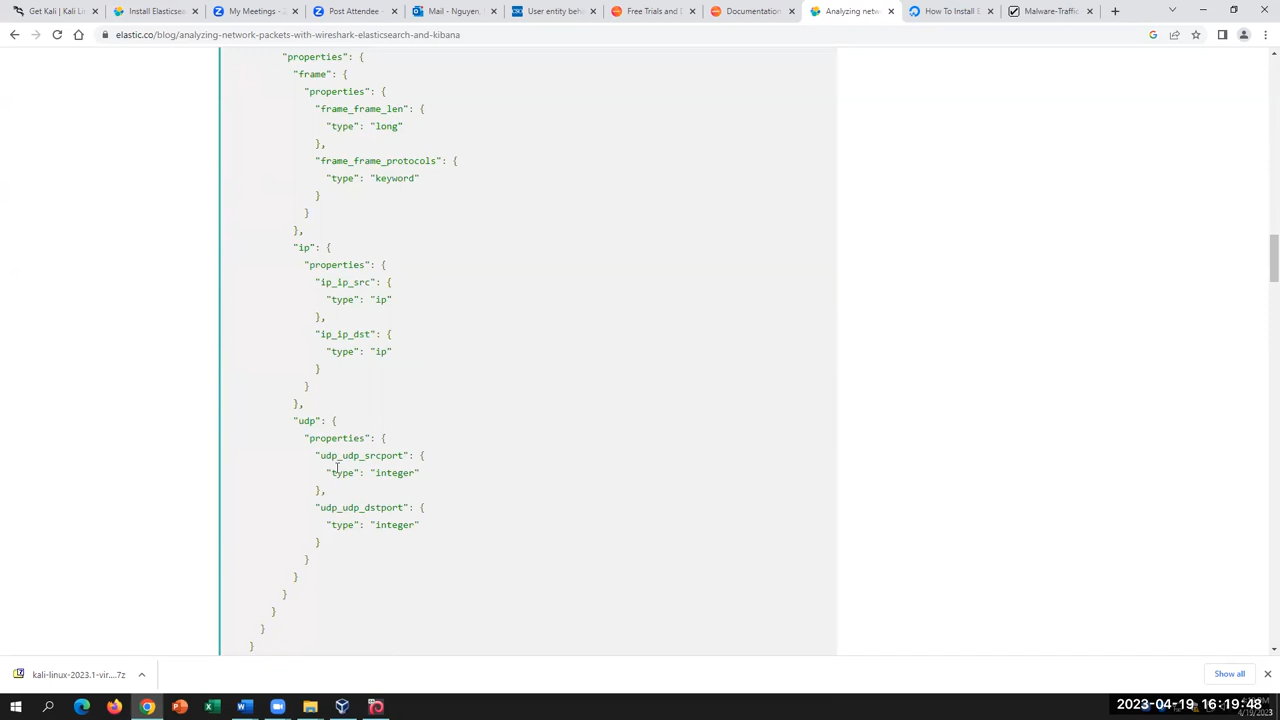 Get Kali | Kali Lin
Install Elasticsea
My Meetings - Z
Post Attendee -
Mail - Nguyen,
User entity beha
Free Trials and D
Documentation
Analyzing netw
How To Install E
Malware-Traffic
elastic.co/blog/analyzing-network-packets-with-wireshark-elasticsearch-and-kibana
"properties": {
"frame": {
"properties": {
"frame_frame_len": {
"type": "long"
},
"frame_frame_protocols": {
"type": "keyword"
}
}
},
"ip": {
"properties": {
"ip_ip_src": {
"type": "ip"
},
"ip_ip_dst": {
"type": "ip"
}
}
},
"udp": {
"properties": {
"udp_udp_srcport": {
"type": "integer"
},
"udp_udp_dstport": {
"type": "integer"
}
}
}
}
}
}
}
kali-linux-2023.1-vir....7z
Show all
2023-04-19 16:19:48